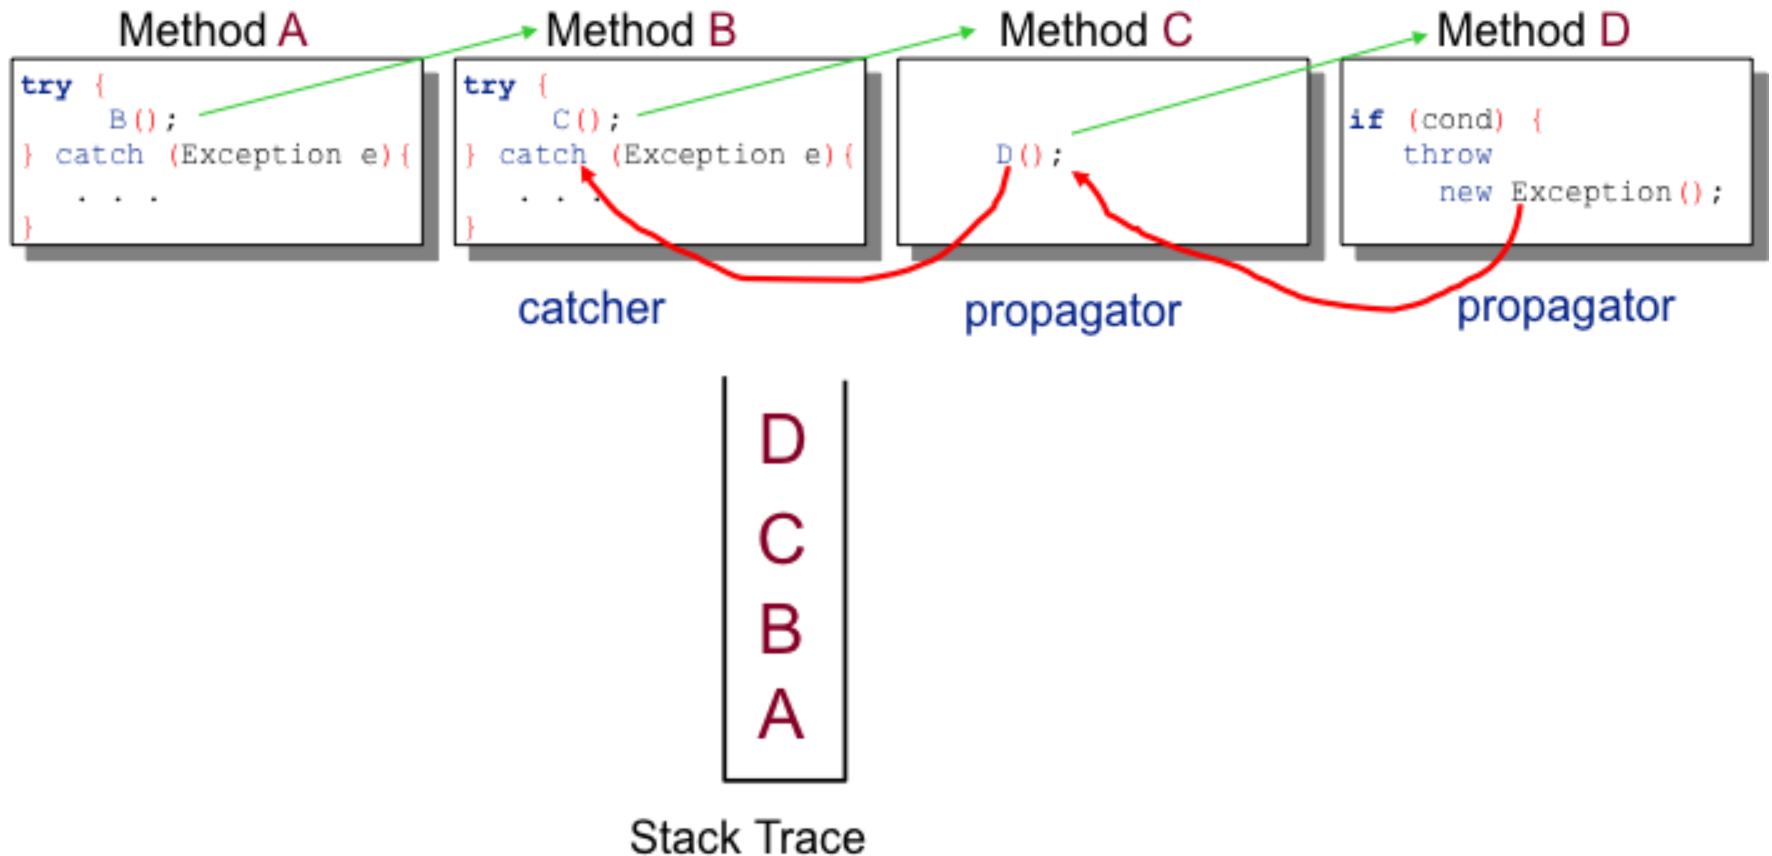 Method A
try {
B();
} catch (Exception e){
. . .
}
Method B
try {
C();
} catch (Exception e){
. . .
}
catcher
Method C
D();
propagator
Method D
if (cond) {
throw
new Exception();
propagator
D
C
B
A
Stack Trace